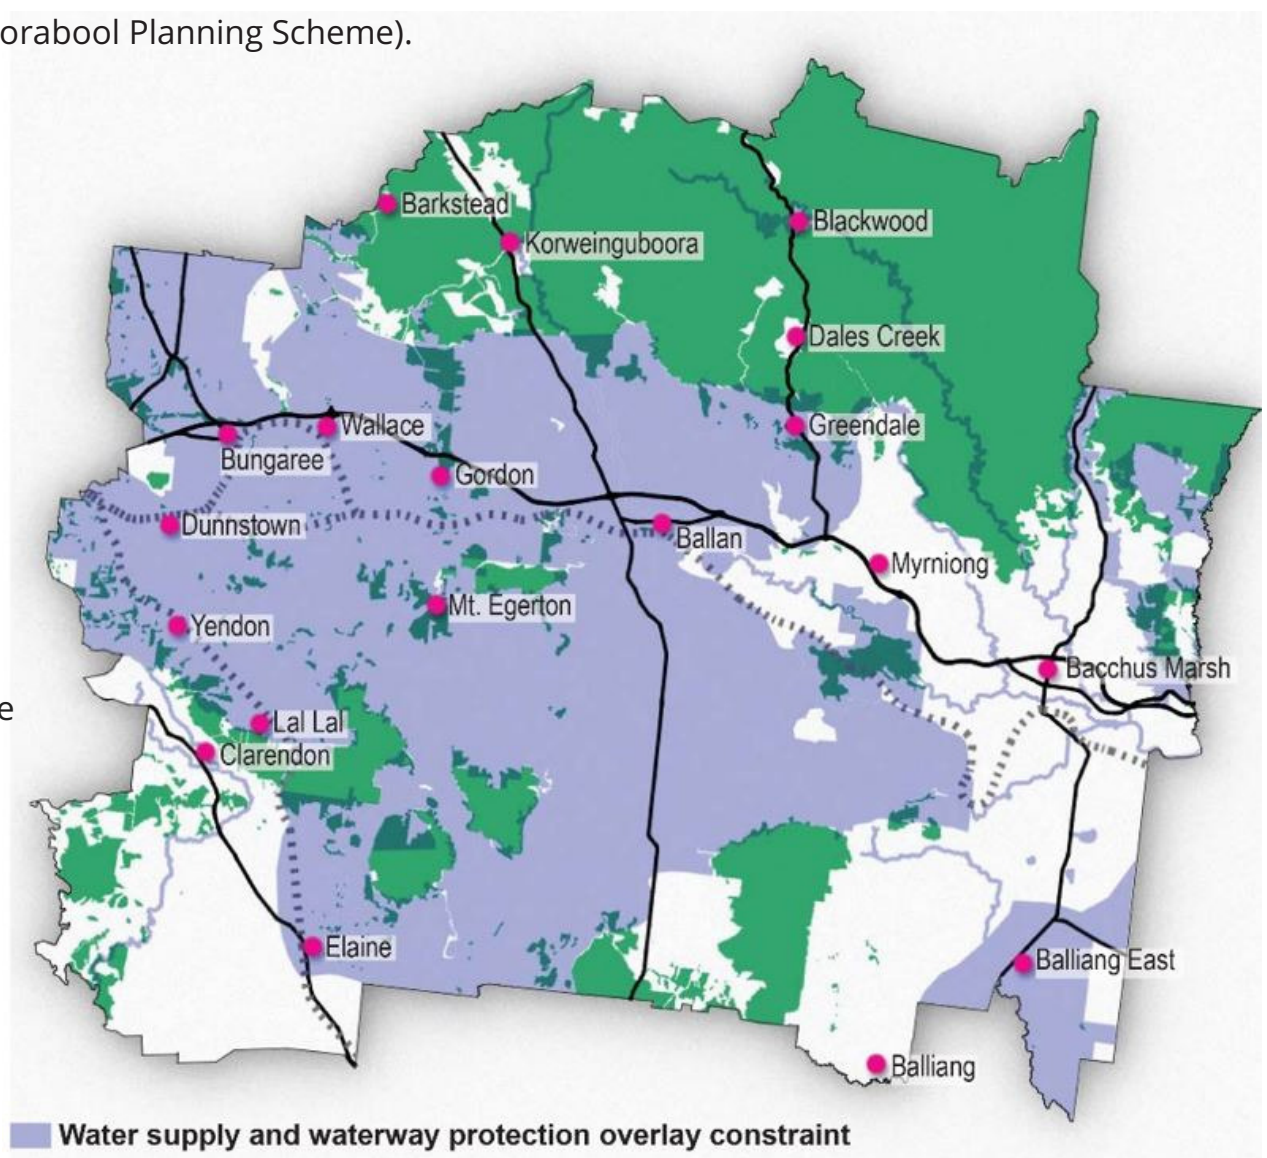 orabool Planning Scheme).
Barkstead
Blackwood
Korweinguboora
Dales Creek
Wallace
Greendale
Bungaree
Gordon
Dunnstown
Ballan
Myrniong
Mt. Egerton
Yendon
Bacchus Marsh
e
Lal Lal
Clarendon
Elaine
Balliang East
Balliang
Water supply and waterway protection overlay constraint